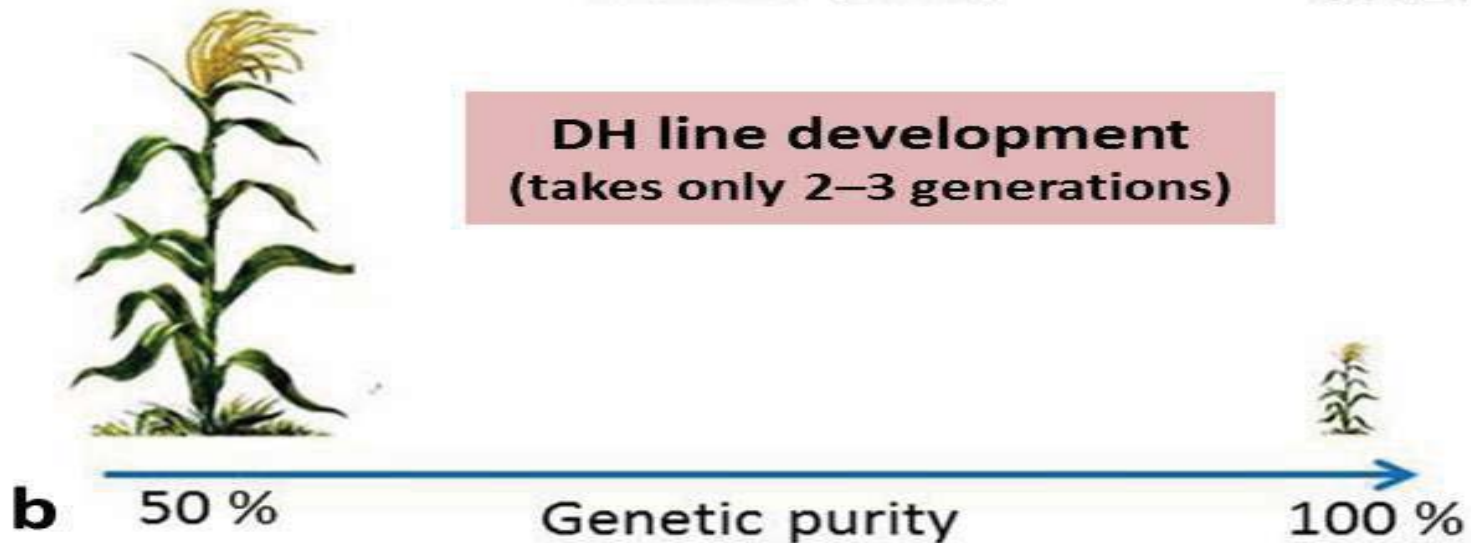 DH line development
(takes only 2–3 generations)
b 50 % Genetic purity 100 %